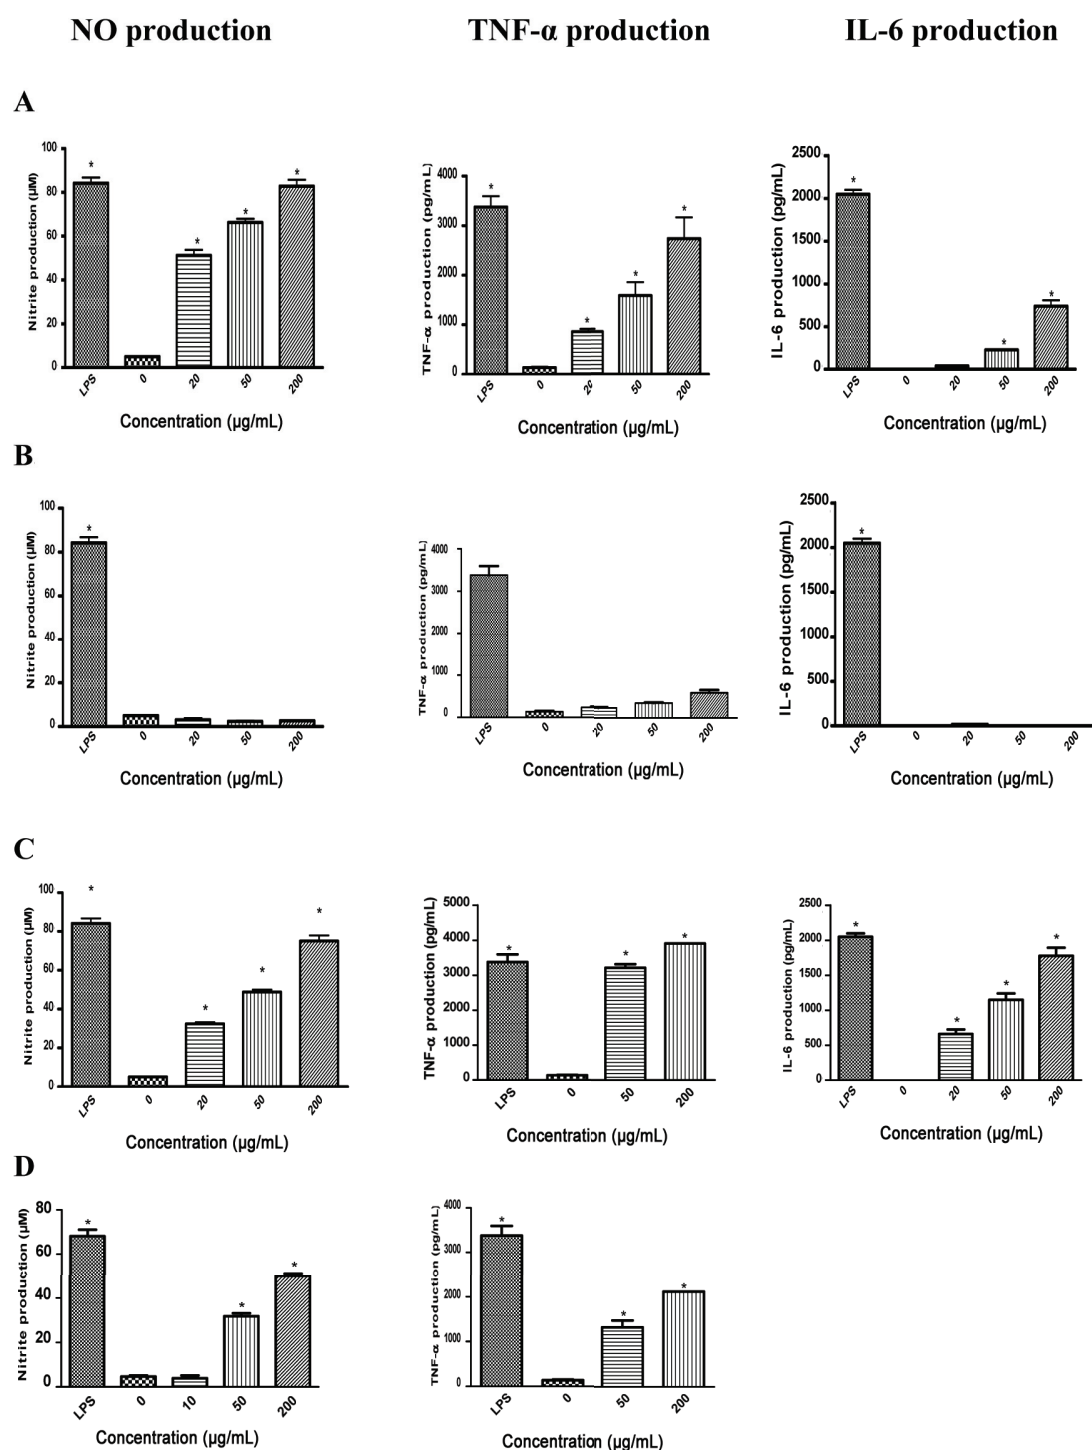 NO production TNF-α production IL-6 production
A
Nitrite production (µM)
100
80
60
40
20
0
* * * *
LPS 0 20 50 200
Concentration (µg/mL)
TNF-α production (pg/mL)
4000
3000
2000
1000
0
* * * *
LPS 0 20 50 200
Concentration (µg/mL)
IL-6 production (pg/mL)
2500
2000
1500
1000
500
0
* * *
LPS 0 20 50 200
Concentration (µg/mL)
B
Nitrite production (µM)
100
80
60
40
20
0
*
LPS 0 20 50 200
Concentration (µg/mL)
TNF-α production (pg/mL)
4000
3000
2000
1000
0
LPS 0 20 50 200
Concentration (µg/mL)
IL-6 production (pg/mL)
2500
2000
1500
1000
500
0
*
LPS 0 20 50 200
Concentration (µg/mL)
C
Nitrite production (µM)
100
80
60
40
20
0
* * * *
LPS 0 20 50 200
Concentration (µg/mL)
TNF-α production (pg/mL)
5000
4000
3000
2000
1000
0
* * *
LPS 0 50 200
Concentration (µg/mL)
IL-6 production (pg/mL)
2500
2000
1500
1000
500
0
* * * *
LPS 0 20 50 200
Concentration (µg/mL)
D
Nitrite production (µM)
80
60
40
20
0
* * *
LPS 0 10 50 200
Concentration (µg/mL)
TNF-α production (pg/mL)
4000
3000
2000
1000
0
* * *
LPS 0 50 200
Concentration (µg/mL)